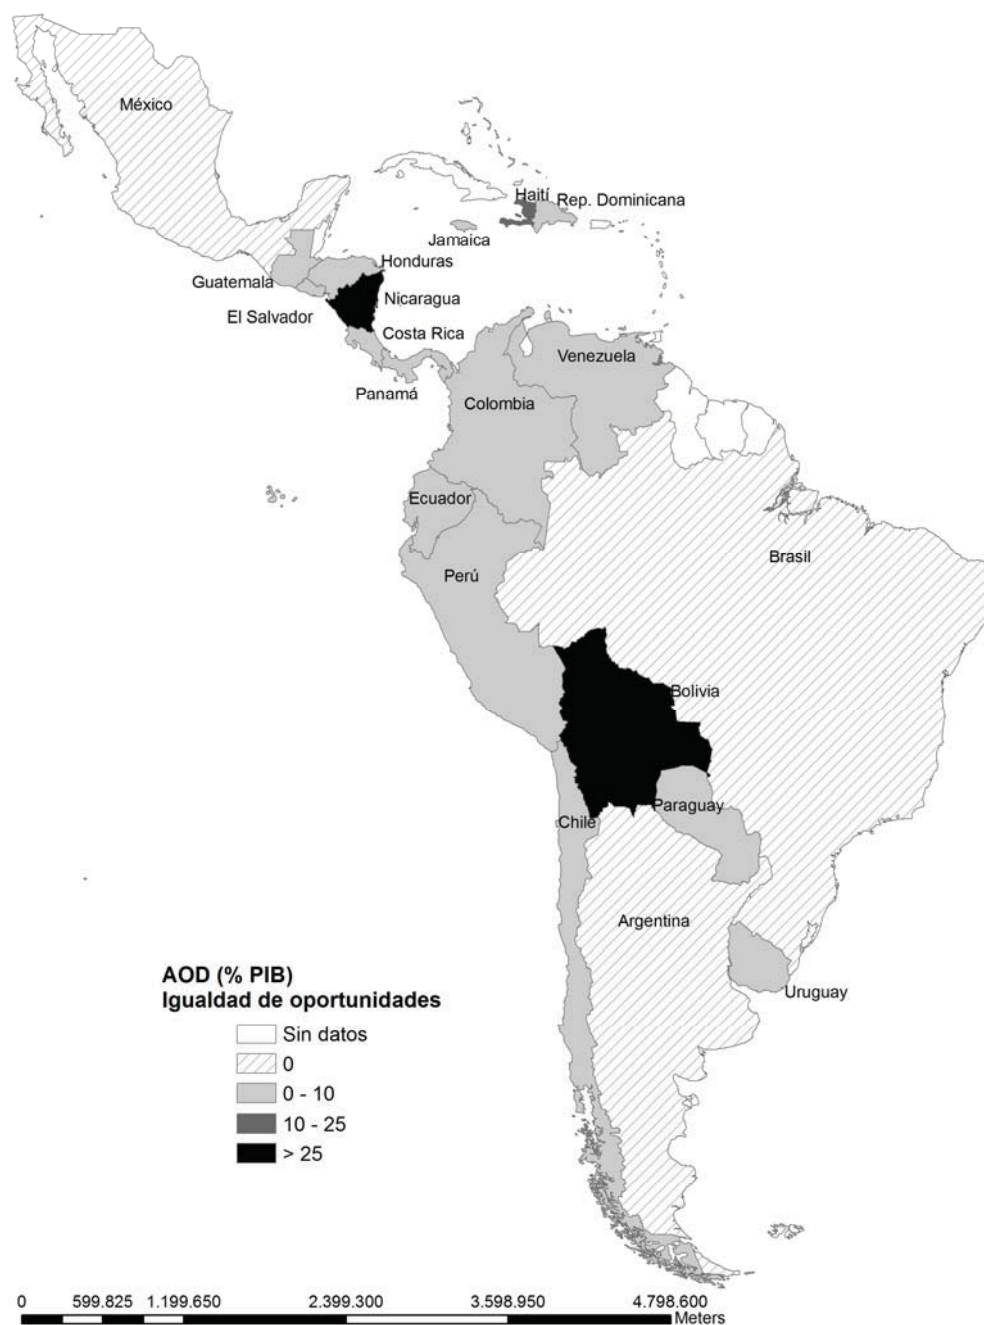 México
Haití
Rep. Dominicana
Jamaica
Honduras
Guatemala
Nicaragua
El Salvador
Costa Rica
Venezuela
Panamá
Colombia
Ecuador
Brasil
Perú
Bolivia
Paraguay
Chile
Argentina
Uruguay
AOD (% PIB)
Igualdad de oportunidades
Sin datos
0
0 - 10
10 - 25
> 25
0 599.825 1.199.650 2.399.300 3.598.950 4.798.600
Meters